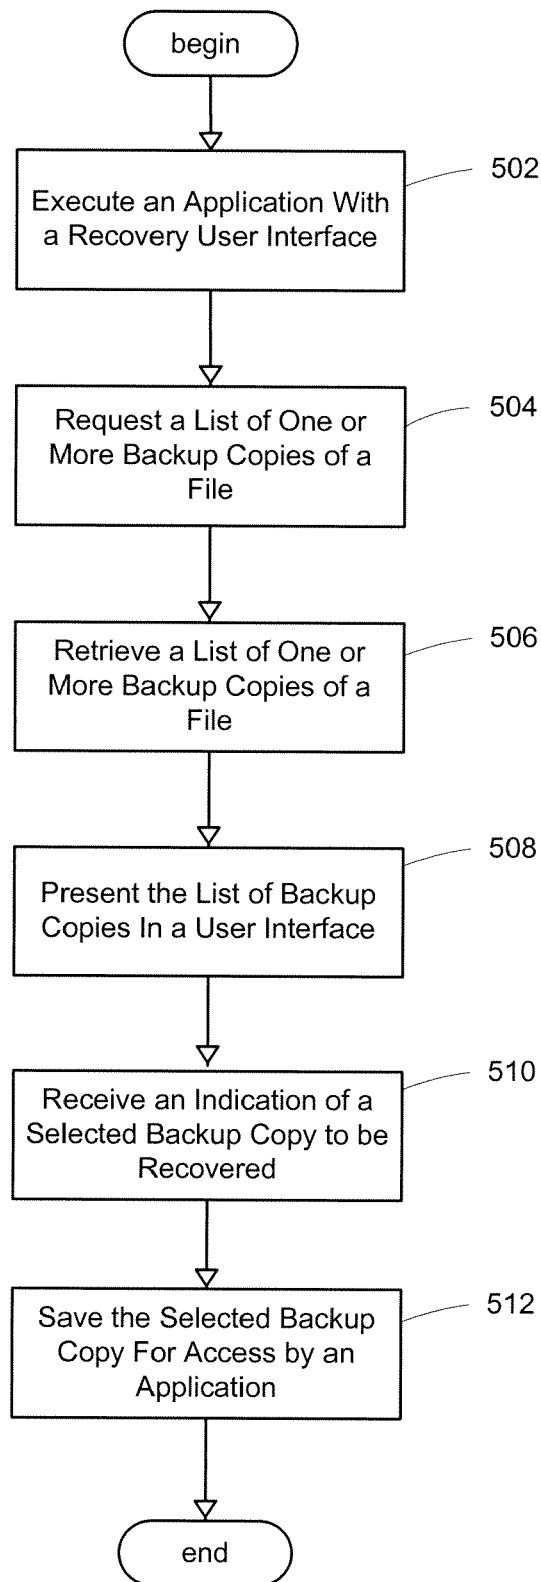 begin
502
Execute an Application With
a Recovery User Interface
504
Request a List of One or
More Backup Copies of a
File
506
Retrieve a List of One or
More Backup Copies of a
File
508
Present the List of Backup
Copies In a User Interface
510
Receive an Indication of a
Selected Backup Copy to be
Recovered
512
Save the Selected Backup
Copy For Access by an
Application
end